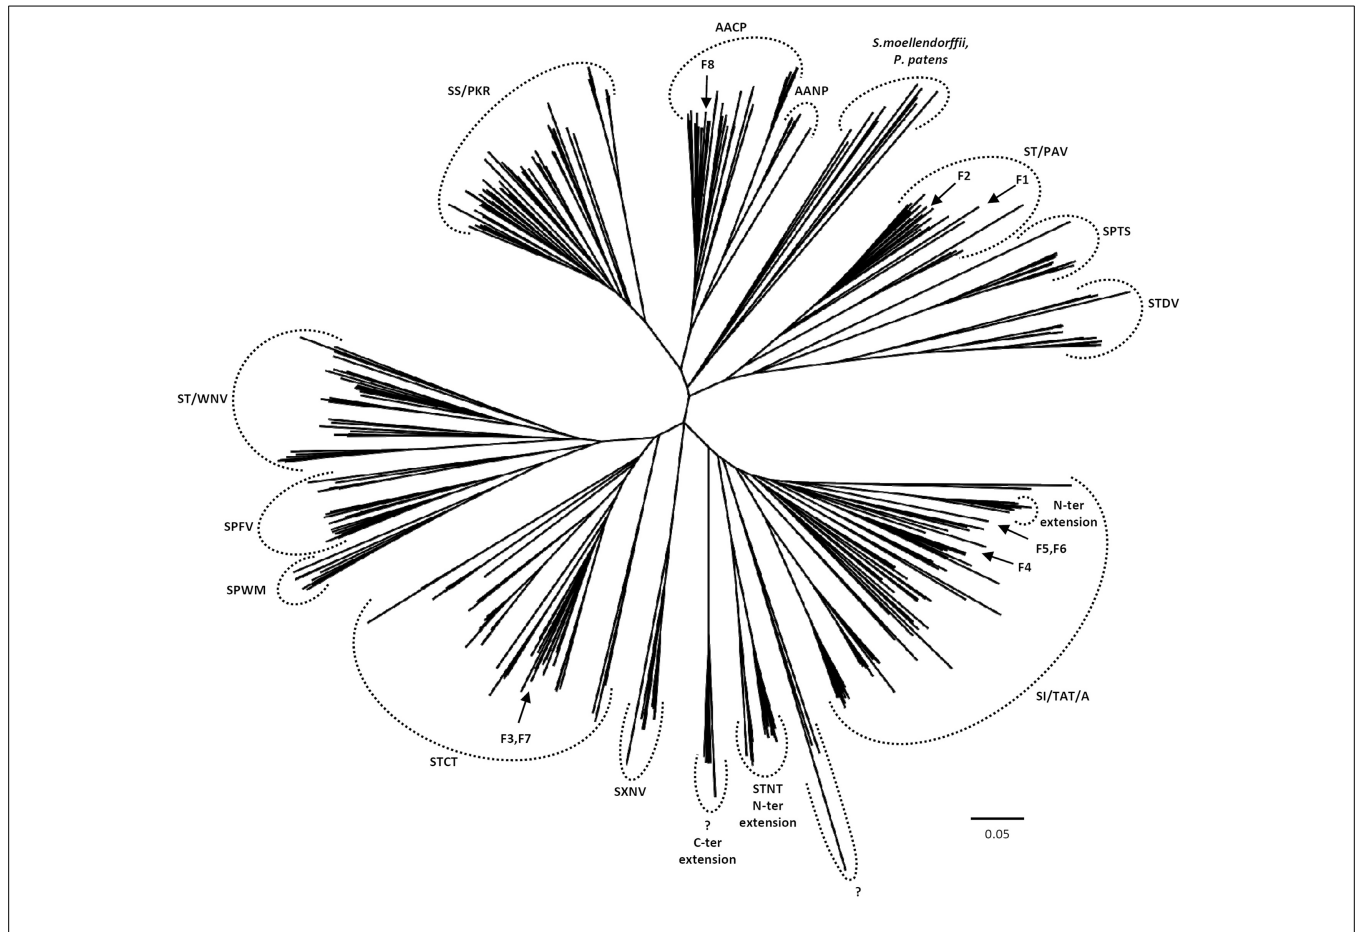 AACP
S.moellendorffii,
P. patens
F8
SS/PKR
AANP
ST/PAV
F2
F1
SPTS
STDV
ST/WNV
SPFV
SPWM
N-ter
extension
F5,F6
F4
SI/TAT/A
F3,F7
STCT
SXNV
?
C-ter
extension
STNT
N-ter
extension
0.05
?